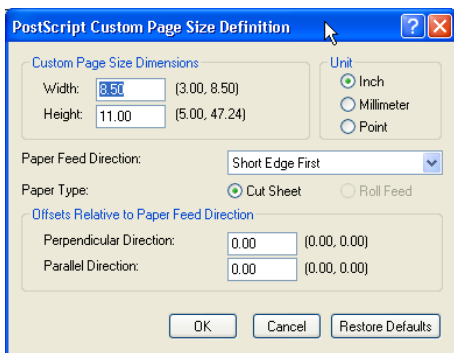 PostScript Custom Page Size Definition
Custom Page Size Dimensions
Width: 8.50 (3.00, 8.50)
Height: 11.00 (5.00, 47.24)
Unit
Inch
Millimeter
Point
Paper Feed Direction: Short Edge First
Paper Type: Cut Sheet Roll Feed
Offsets Relative to Paper Feed Direction
Perpendicular Direction: 0.00 (0.00, 0.00)
Parallel Direction: 0.00 (0.00, 0.00)
OK Cancel Restore Defaults